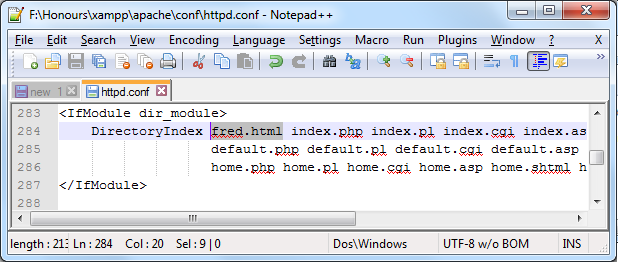 F:\Honours\xampp\apache\conf\httpd.conf - Notepad++
File Edit Search View Encoding Language Settings Macro Run Plugins Window ? X
new 1 httpd.conf
283 <IfModule dir_module>
284 DirectoryIndex fred.html index.php index.pl index.cgi index.as
285 default.php default.pl default.cgi default.asp
286 home.php home.pl home.cgi home.asp home.shtml h
287 </IfModule>
288
length : 213 Ln : 284 Col : 20 Sel : 9 | 0 Dos\Windows UTF-8 w/o BOM INS